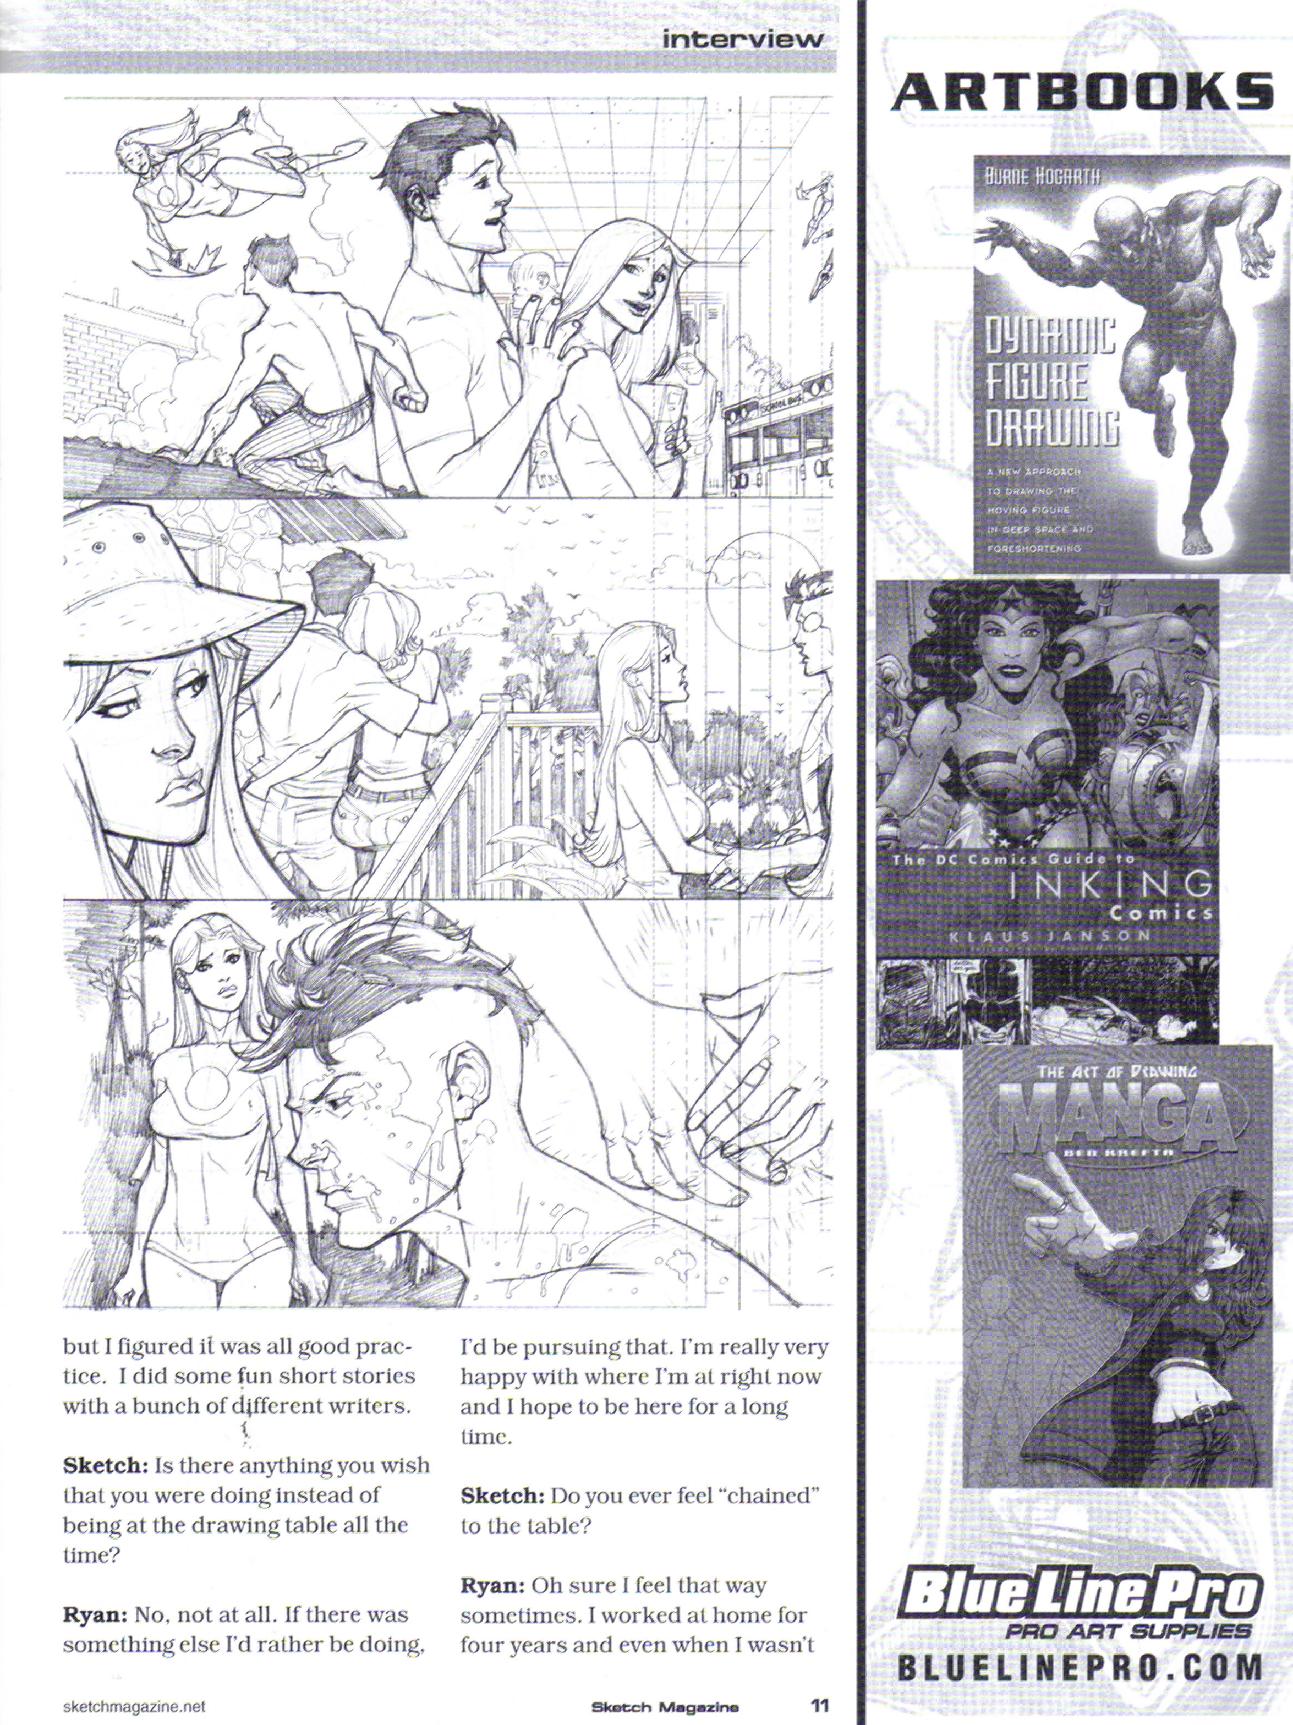 interview
SCHOOL BUS
but I figured it was all good prac-
tice. I did some fun short stories
with a bunch of different writers.
Sketch: Is there anything you wish
that you were doing instead of
being at the drawing table all the
time?
Ryan: No, not at all. If there was
something else I'd rather be doing,
I'd be pursuing that. I'm really very
happy with where I'm at right now
and I hope to be here for a long
time.
Sketch: Do you ever feel "chained"
to the table?
Ryan: Oh sure I feel that way
sometimes. I worked at home for
four years and even when I wasn't
sketchmagazine.net
Sketch Magazine 11
ARTBOOKS
BURNE HOGARTH
DYNAMIC
FIGURE
DRAWING
A NEW APPROACH
TO DRAWING THE
MOVING FIGURE
IN DEEP SPACE AND
FORESHORTENING
The DC Comics Guide to
INKING
Comics
KLAUS JANSON
THE ART OF DRAWING
MANGA
BEN KREFTA
Blue Line Pro
PRO ART SUPPLIES
BLUELINEPRO.COM